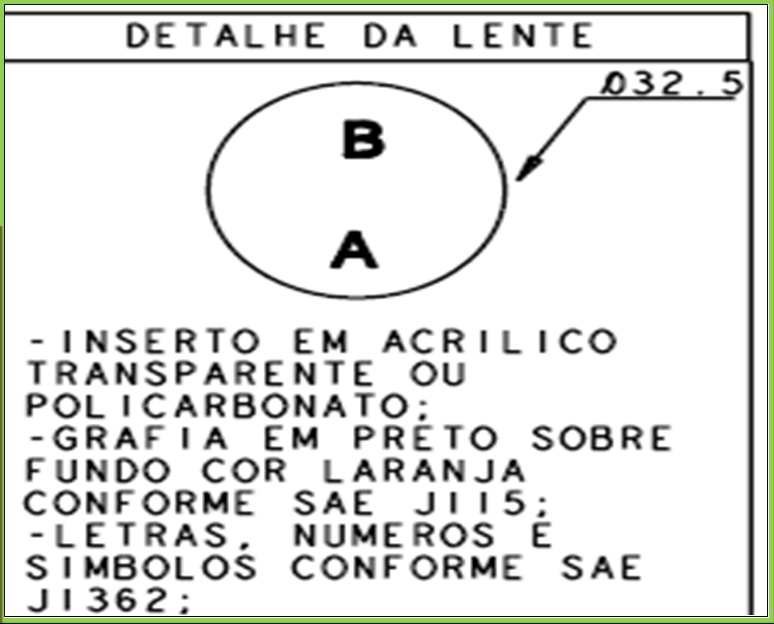 DETALHE DA LENTE
Ø32.5
B
A
-INSERTO EM ACRILICO
TRANSPARENTE OU
POLICARBONATO;
-GRAFIA EM PRETO SOBRE
FUNDO COR LARANJA
CONFORME SAE J115;
-LETRAS, NUMEROS E
SIMBOLOS CONFORME SAE
J1362;